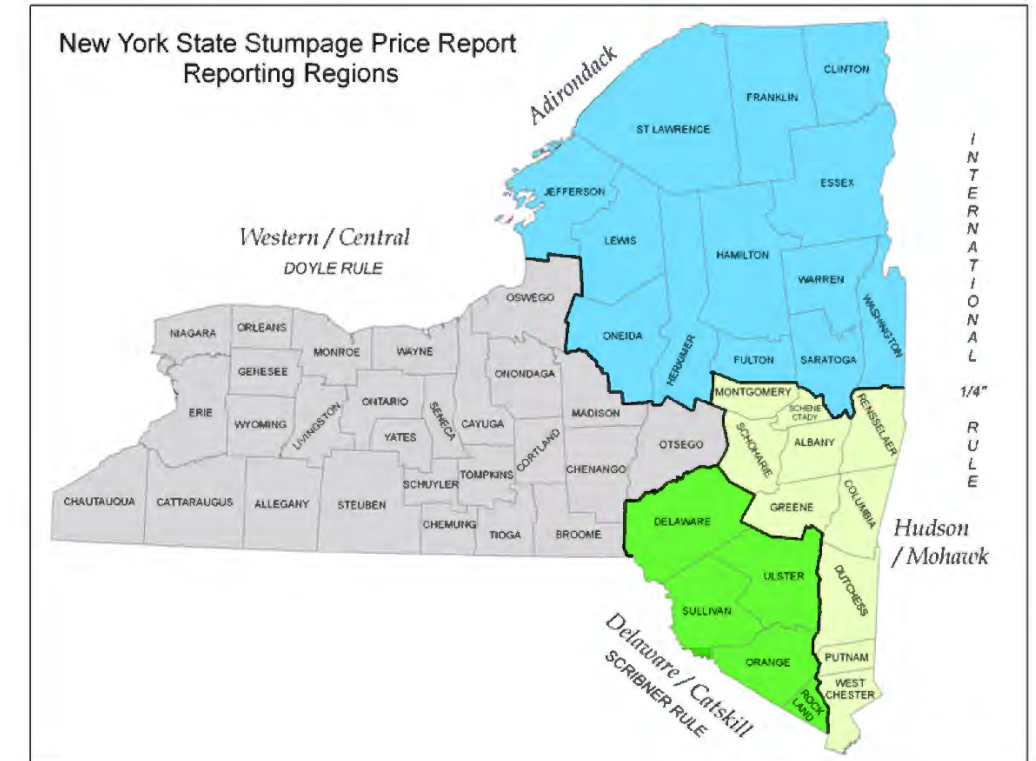 New York State Stumpage Price Report
Reporting Regions
Adirondack
CLINTON
FRANKLIN
ST LAWRENCE
ESSEX
JEFFERSON
LEWIS
HAMILTON
WARREN
WASHINGTON
ONEIDA
HERKIMER
FULTON
SARATOGA
INTERNATIONAL 1/4" RULE
Western / Central
DOYLE RULE
OSWEGO
NIAGARA
ORLEANS
MONROE
WAYNE
GENESEE
ONONDAGA
ERIE
WYOMING
LIVINGSTON
ONTARIO
YATES
SENECA
CAYUGA
MADISON
CORTLAND
OTSEGO
CHENANGO
TOMPKINS
SCHUYLER
CHAUTAUQUA
CATTARAUGUS
ALLEGANY
STEUBEN
CHEMUNG
TIOGA
BROOME
MONTGOMERY
SCHENE
CTADY
RENSSELAER
SCHOHARIE
ALBANY
GREENE
COLUMBIA
Hudson
/ Mohawk
DUTCHESS
PUTNAM
WEST
CHESTER
DELAWARE
ULSTER
SULLIVAN
ORANGE
ROCK
LAND
Delaware / Catskill
SCRIBNER RULE